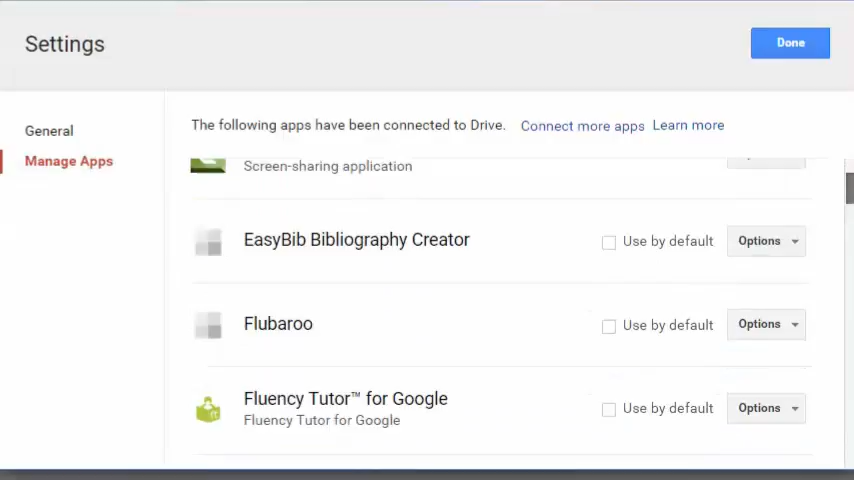 Settings
Done
General
Manage Apps
The following apps have been connected to Drive. Connect more apps Learn more
Screen-sharing application
EasyBib Bibliography Creator
Use by default
Options
Flubaroo
Use by default
Options
Fluency Tutor™ for Google
Fluency Tutor for Google
Use by default
Options